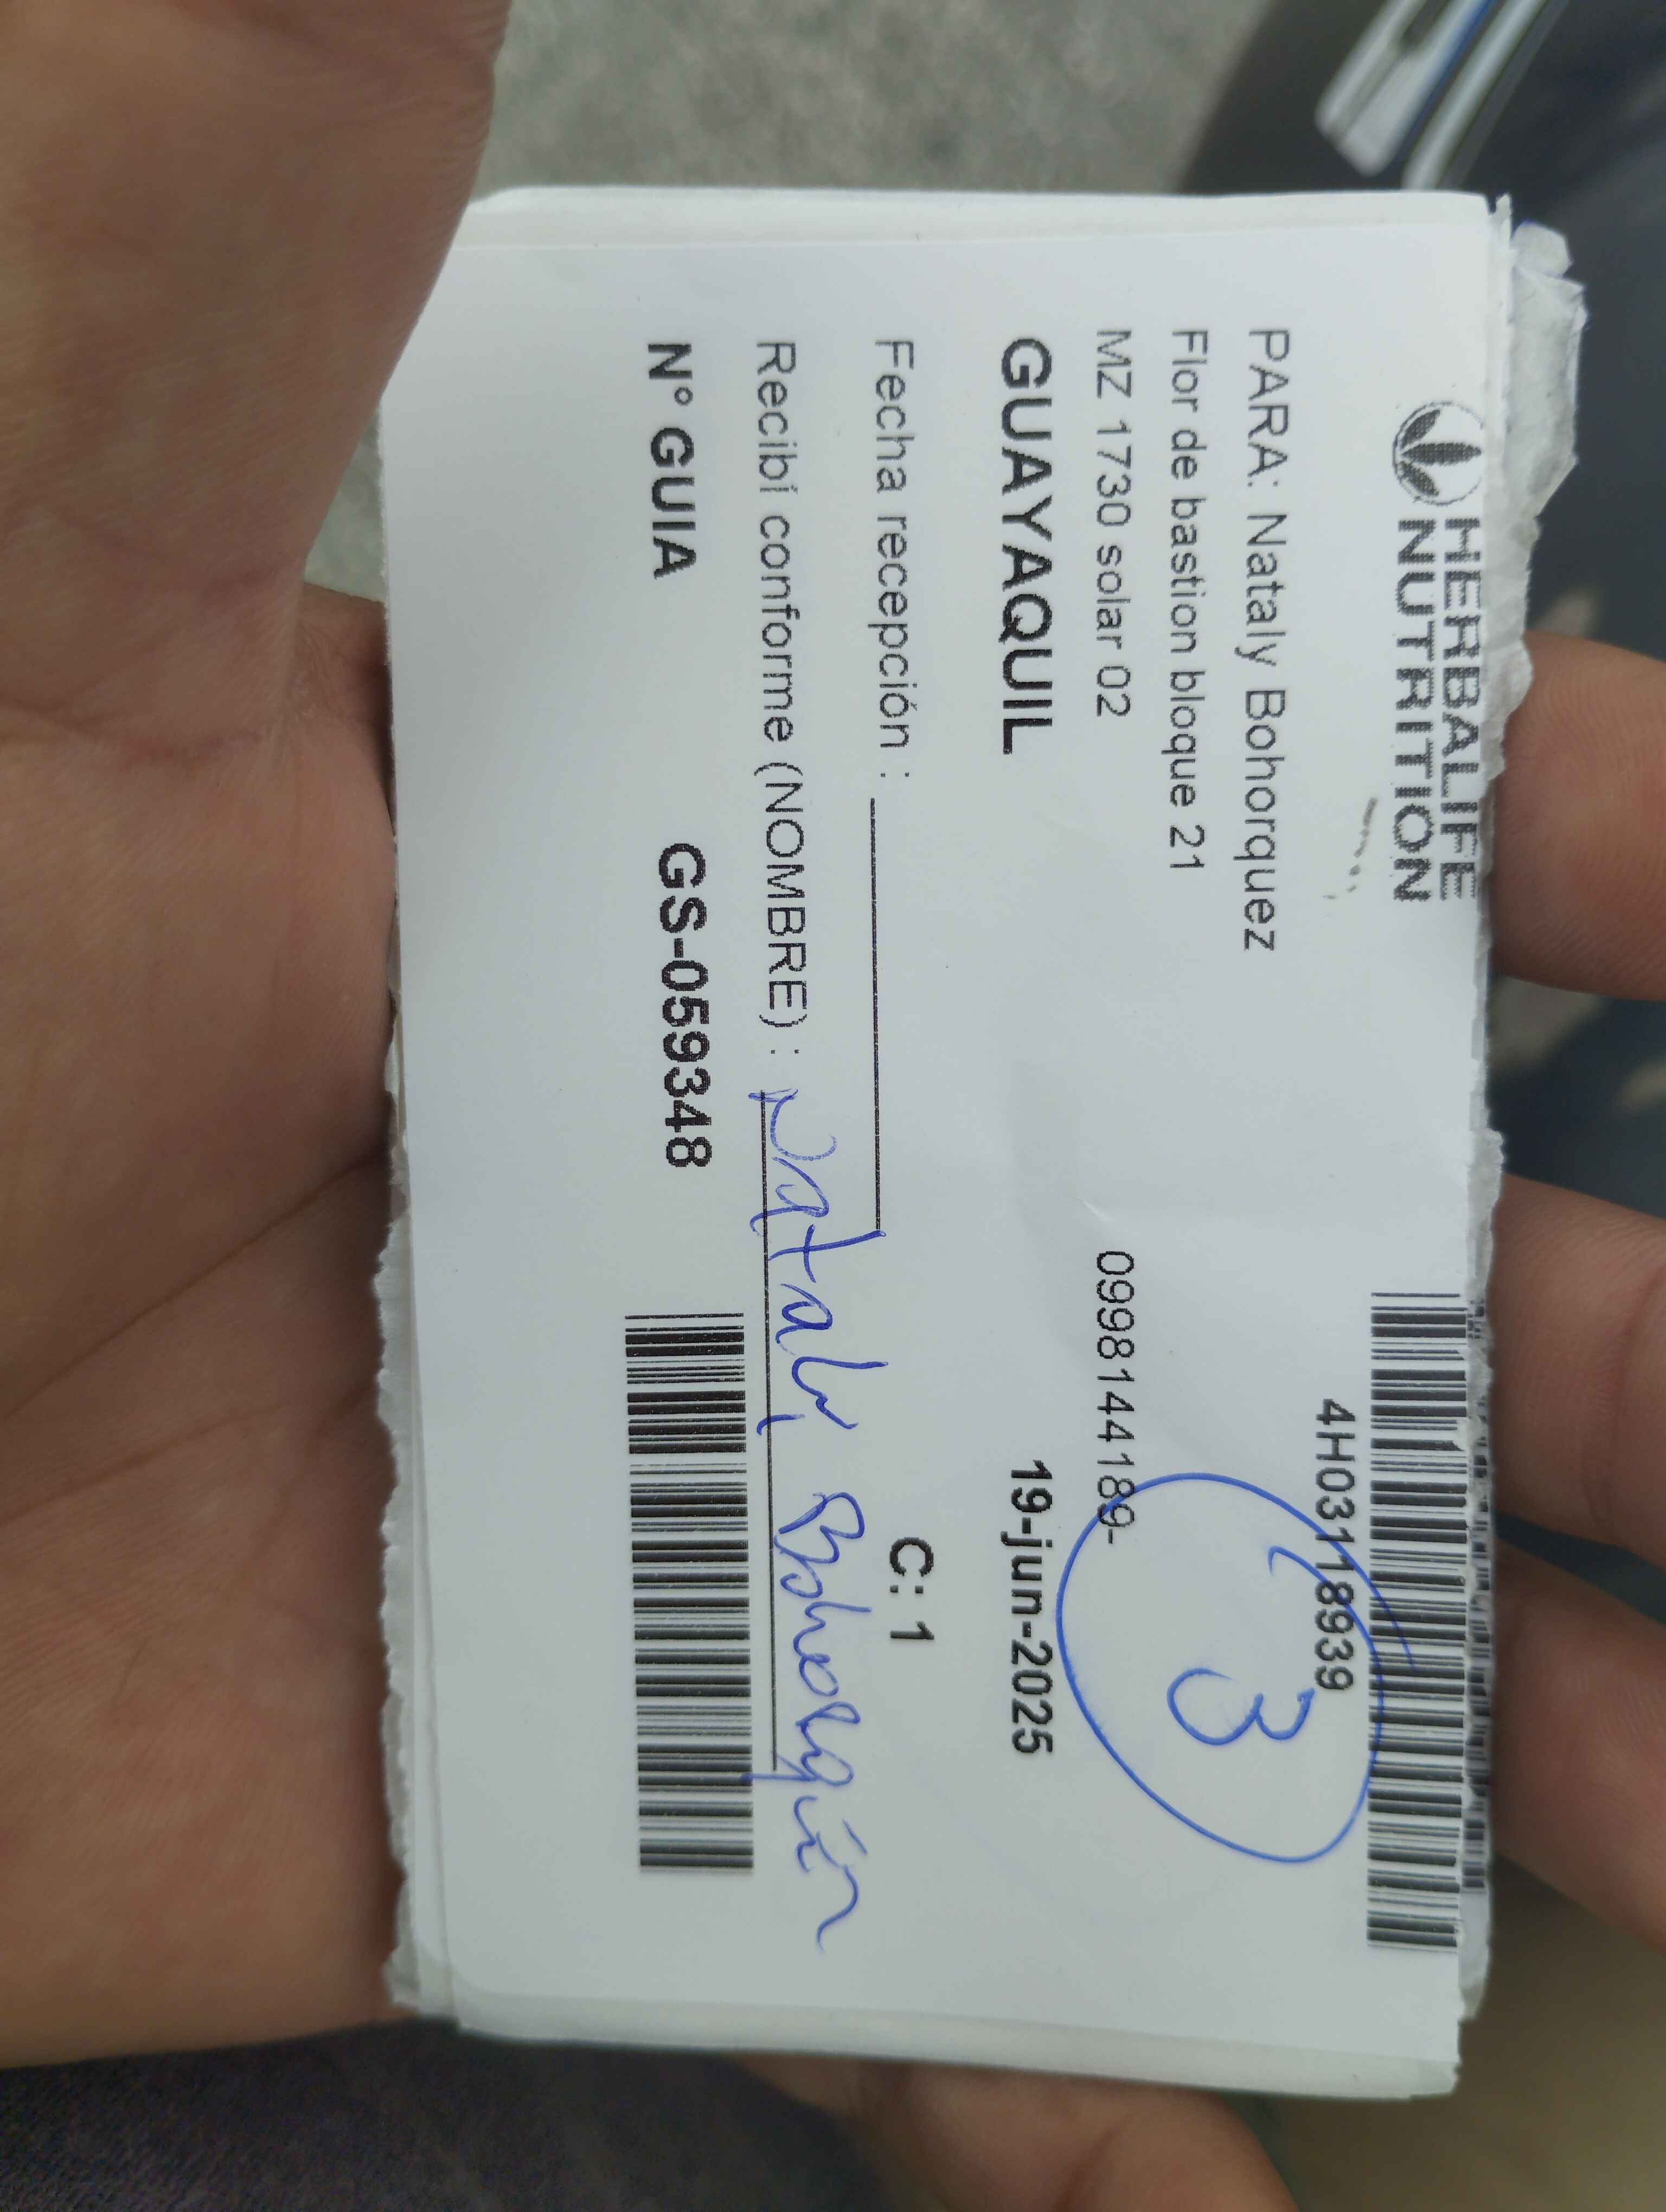 HERBALIFE
NUTRITION
4H03118939
3
PARA: Nataly Bohorquez
Flor de bastion bloque 21
MZ 1730 solar 02 0998144189-
GUAYAQUIL 19-jun-2025
Fecha recepción : C: 1
Recibí conforme (NOMBRE) : Nataly
N° GUIA GS-059348